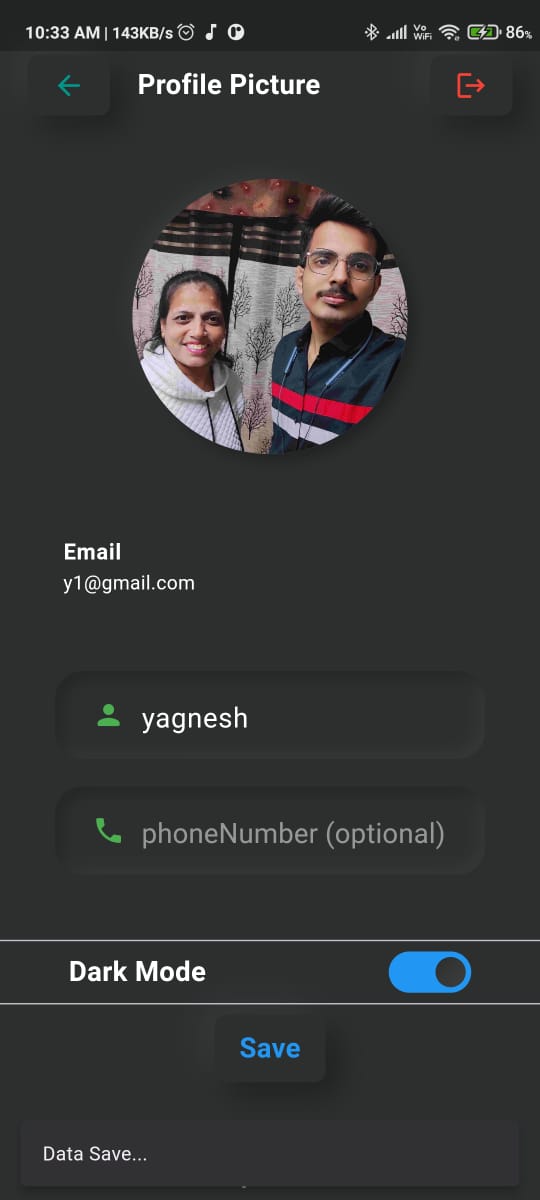 10:33 AM | 143KB/s
Vo
WiFi
86%
Profile Picture
Email
y1@gmail.com
yagnesh
phoneNumber (optional)
Dark Mode
Save
Data Save...